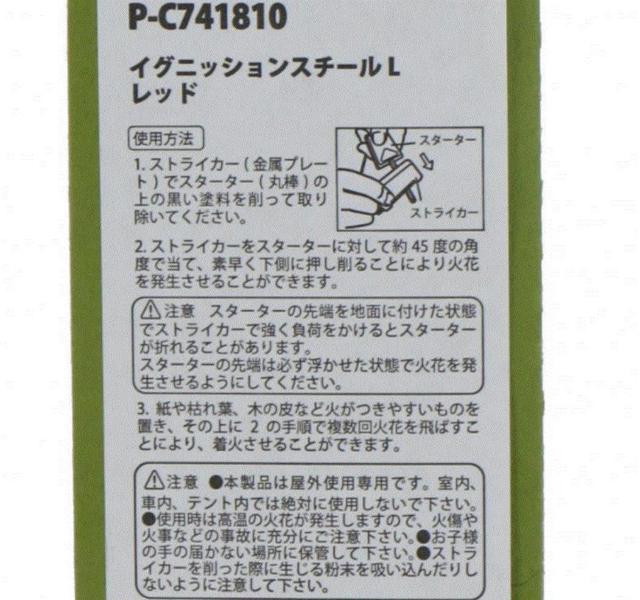 P-C741810
イグニッションスチール L
レッド
使用方法
スターター
ストライカー
1. ストライカー ( 金属プレー
ト ) でスターター ( 丸棒 ) の
上の黒い塗料を削って取り
除いてください。
2. ストライカーをスターターに対して約 45 度の角
度で当て、素早く下側に押し削ることにより火花
を発生させることができます。
⚠注意 スターターの先端を地面に付けた状態
でストライカーで強く負荷をかけるとスターター
が折れることがあります。
スターターの先端は必ず浮かせた状態で火花を発
生させるようにしてください。
3. 紙や枯れ葉、木の皮など火がつきやすいものを
置き、その上に 2 の手順で複数回火花を飛ばすこ
とにより、着火させることができます。
⚠注意 ●本製品は屋外使用専用です。室内、
車内、テント内では絶対に使用しないで下さい。
●使用時は高温の火花が発生しますので、火傷や
火事などの事故に充分にご注意下さい。●お子様
の手の届かない場所に保管して下さい。●ストラ
イカーを削った際に生じる粉末を吸い込んだりし
ないように注意して下さい。